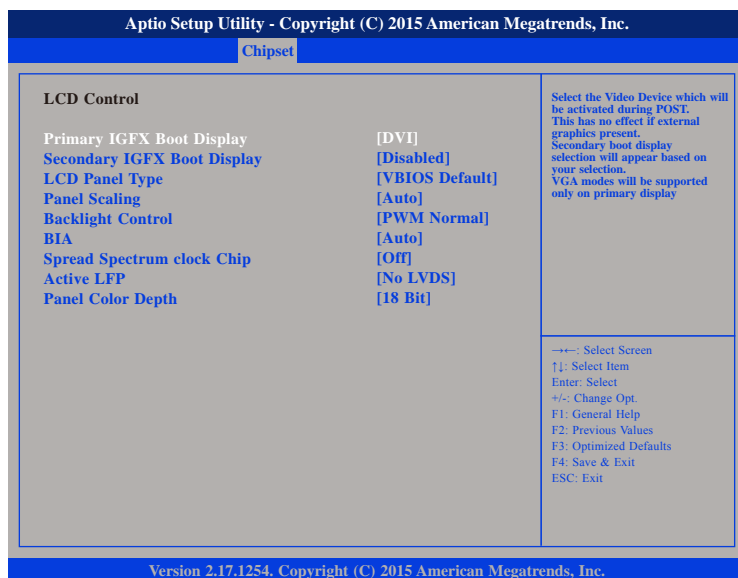 Aptio Setup Utility - Copyright (C) 2015 American Megatrends, Inc.
Chipset
LCD Control
Primary IGFX Boot Display [DVI]
Secondary IGFX Boot Display [Disabled]
LCD Panel Type [VBIOS Default]
Panel Scaling [Auto]
Backlight Control [PWM Normal]
BIA [Auto]
Spread Spectrum clock Chip [Off]
Active LFP [No LVDS]
Panel Color Depth [18 Bit]
Select the Video Device which will
be activated during POST.
This has no effect if external
graphics present.
Secondary boot display
selection will appear based on
your selection.
VGA modes will be supported
only on primary display
→←: Select Screen
↑↓: Select Item
Enter: Select
+/-: Change Opt.
F1: General Help
F2: Previous Values
F3: Optimized Defaults
F4: Save & Exit
ESC: Exit
Version 2.17.1254. Copyright (C) 2015 American Megatrends, Inc.